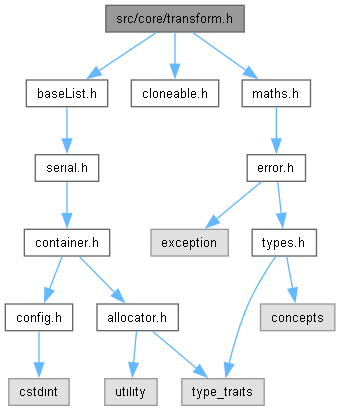 src/core/transform.h
baseList.h
cloneable.h
maths.h
serial.h
error.h
container.h
exception
types.h
config.h
allocator.h
concepts
cstdint
utility
type_traits